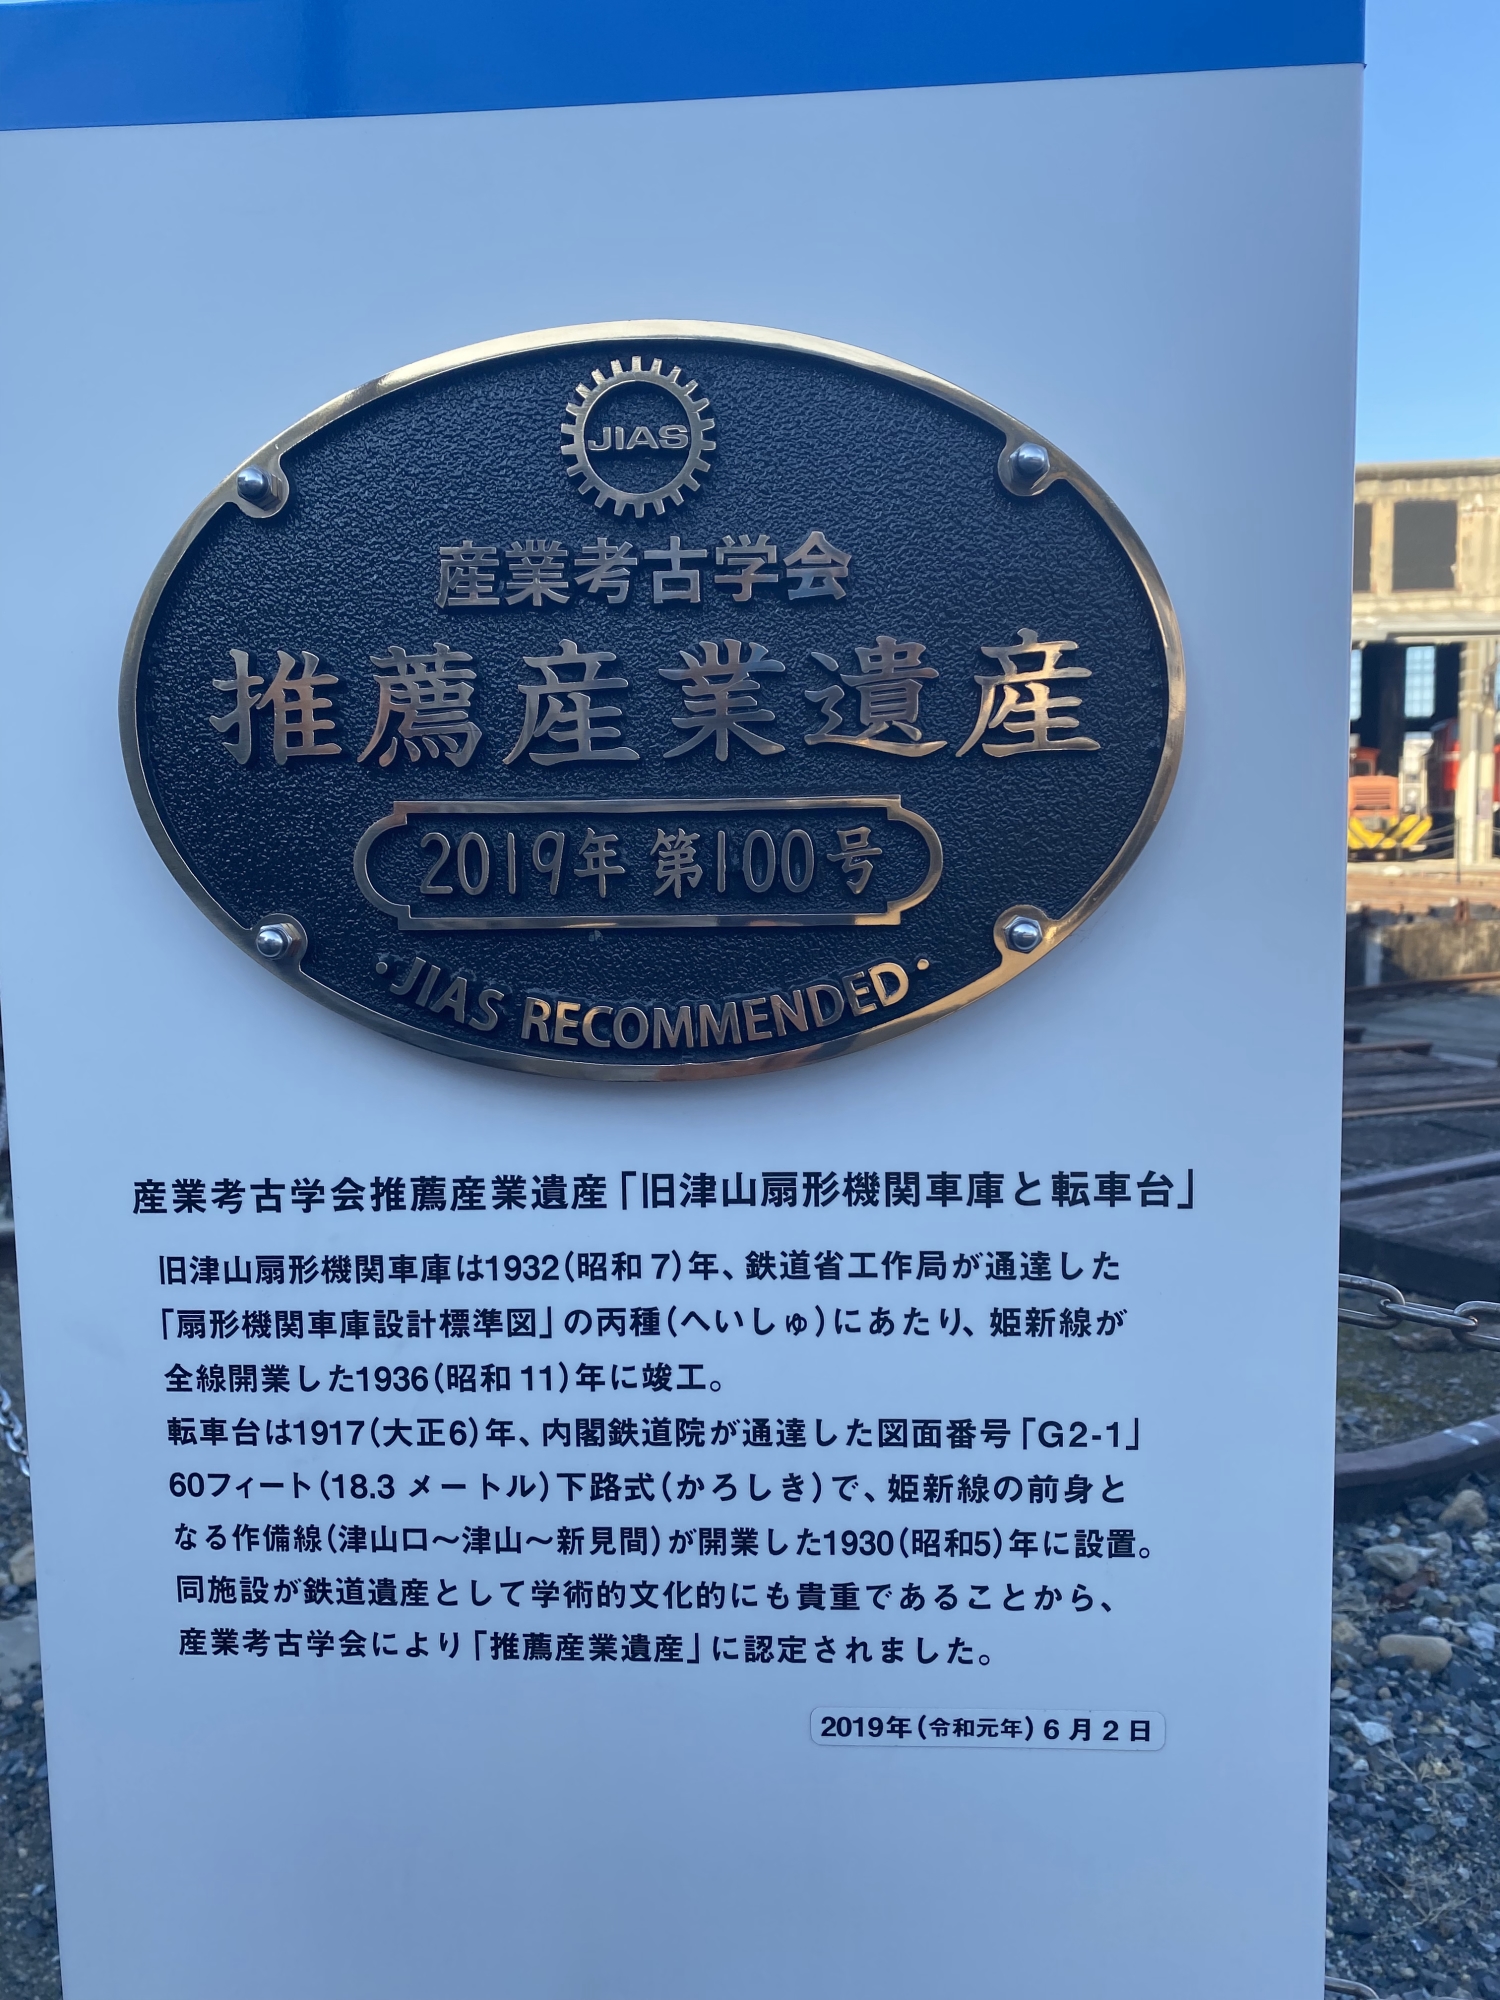 JIAS
産業考古学会
推薦産業遺産
2019年 第100号
・JIAS RECOMMENDED・
産業考古学会推薦産業遺産「旧津山扇形機関車庫と転車台」
旧津山扇形機関車庫は1932(昭和7)年、鉄道省工作局が通達した
「扇形機関車庫設計標準図」の丙種(へいしゅ)にあたり、姫新線が
全線開業した1936(昭和11)年に竣工。
転車台は1917(大正6)年、内閣鉄道院が通達した図面番号「G2-1」
60フィート(18.3メートル)下路式(かろしき)で、姫新線の前身と
なる作備線(津山口～津山～新見間)が開業した1930(昭和5)年に設置。
同施設が鉄道遺産として学術的文化的にも貴重であることから、
産業考古学会により「推薦産業遺産」に認定されました。
2019年(令和元年)6月2日